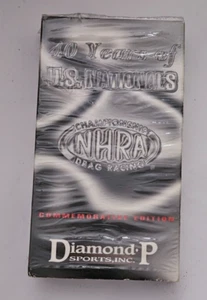 40 Years of
U.S. NATIONALS
CHAMPIONSHIP
NHRA
DRAG RACING
COMMEMORATIVE EDITION
Diamond·P
SPORTS, INC.